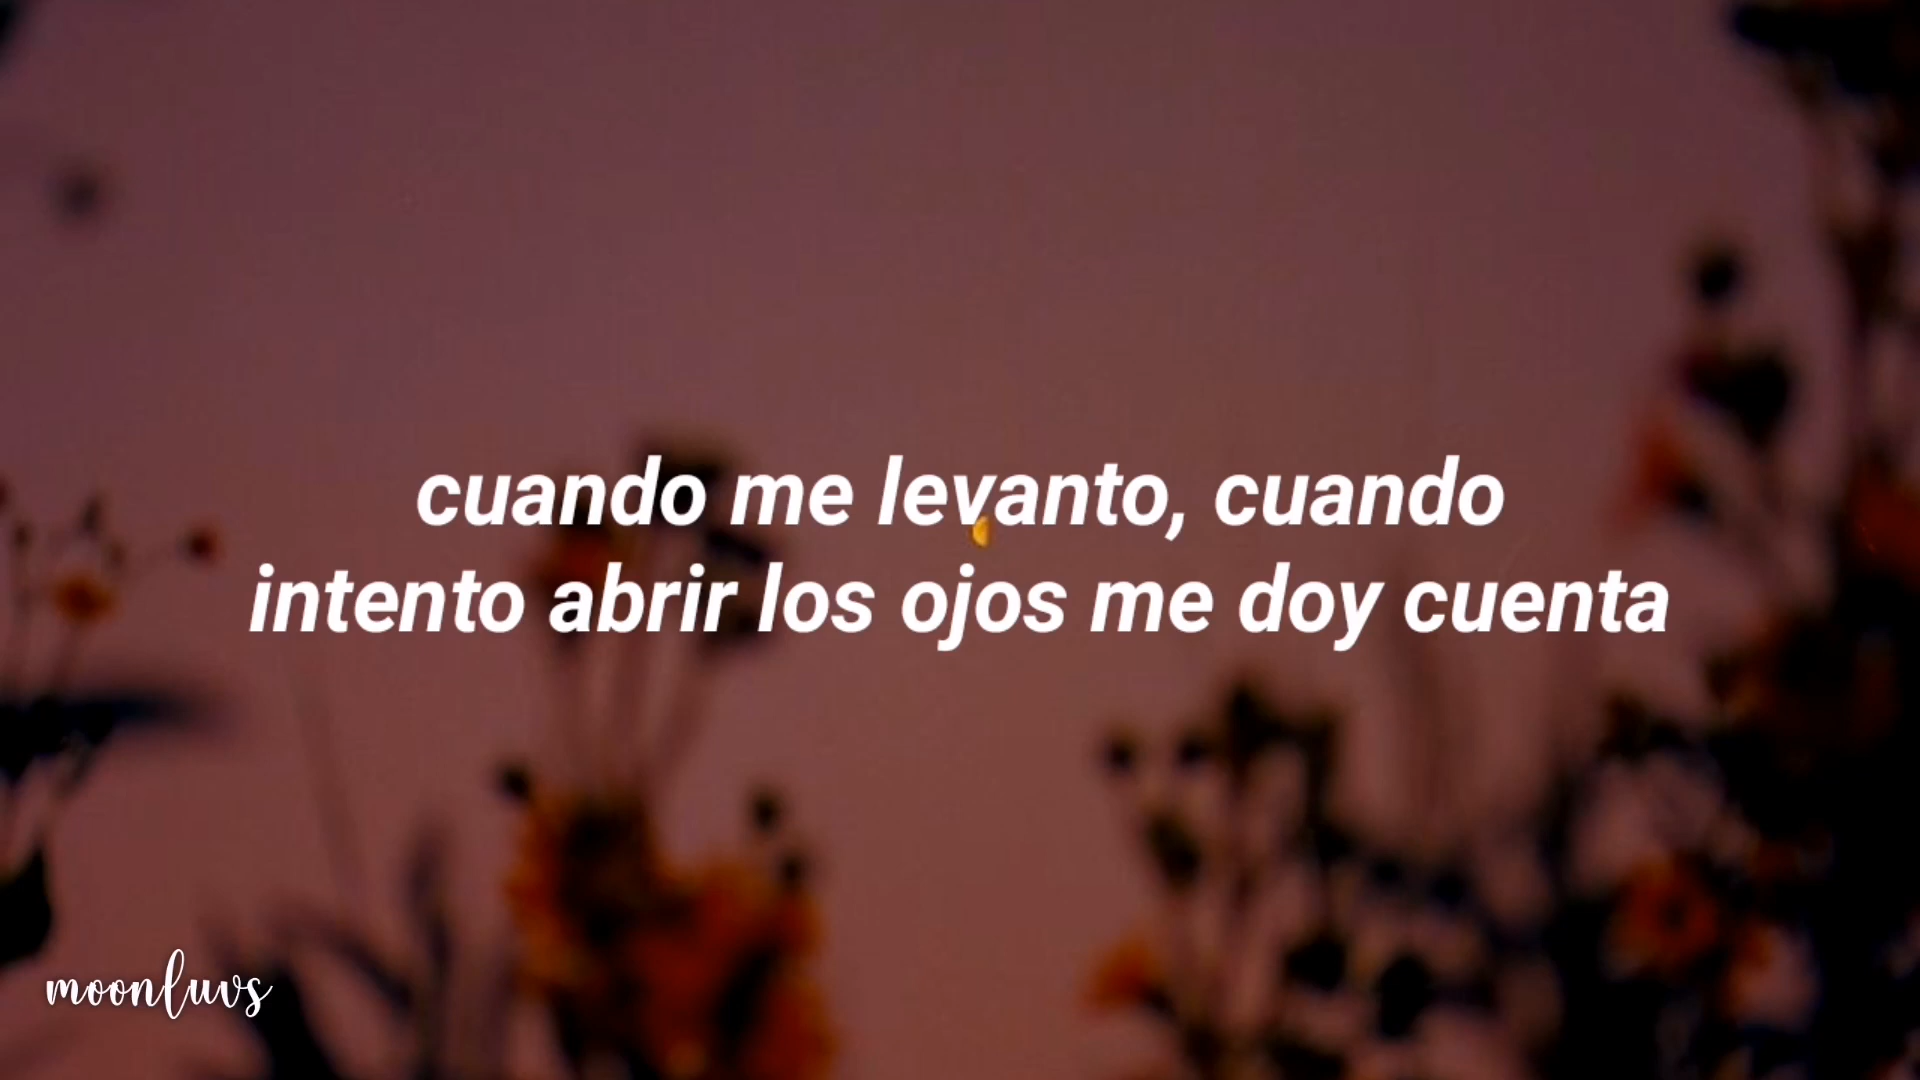 cuando me levanto, cuando
intento abrir los ojos me doy cuenta
moonluvs